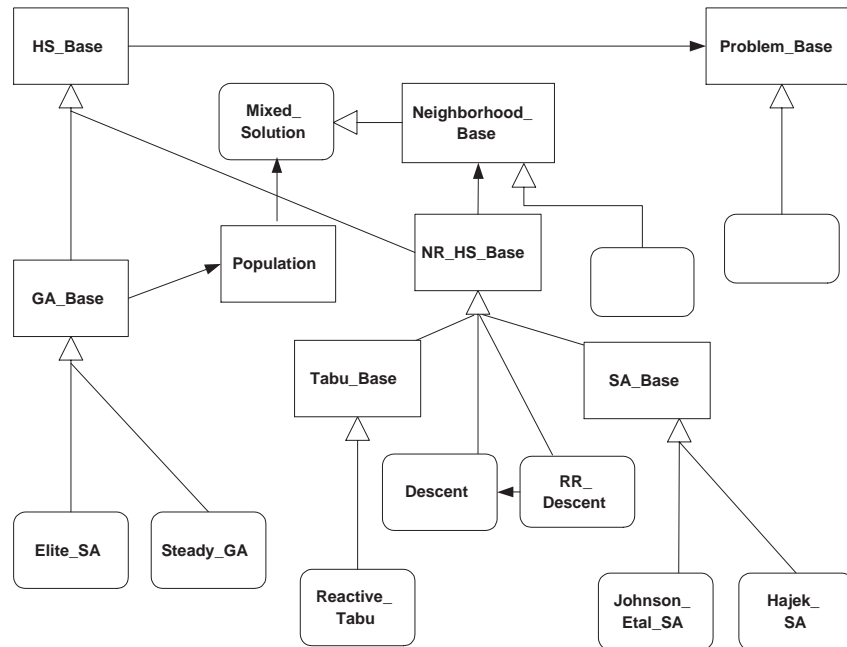 HS_Base
Problem_Base
Mixed_
Solution
Neighborhood_
Base
Population
NR_HS_Base
GA_Base
Tabu_Base
SA_Base
Descent
RR_
Descent
Elite_SA
Steady_GA
Reactive_
Tabu
Johnson_
Etal_SA
Hajek_
SA